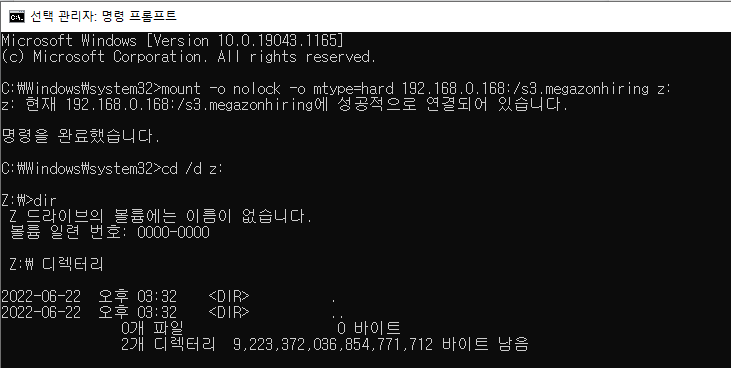 선택 관리자: 명령 프롬프트
Microsoft Windows [Version 10.0.19043.1165]
(c) Microsoft Corporation. All rights reserved.
C:\Windows\system32>mount -o nolock -o mtype=hard 192.168.0.168:/s3.megazonhiring z:
z: 현재 192.168.0.168:/s3.megazonhiring에 성공적으로 연결되어 있습니다.
명령을 완료했습니다.
C:\Windows\system32>cd /d z:
Z:\>dir
Z 드라이브의 볼륨에는 이름이 없습니다.
볼륨 일련 번호: 0000-0000
Z:\ 디렉터리
2022-06-22 오후 03:32 <DIR> .
2022-06-22 오후 03:32 <DIR> ..
0개 파일 0 바이트
2개 디렉터리 9,223,372,036,854,771,712 바이트 남음